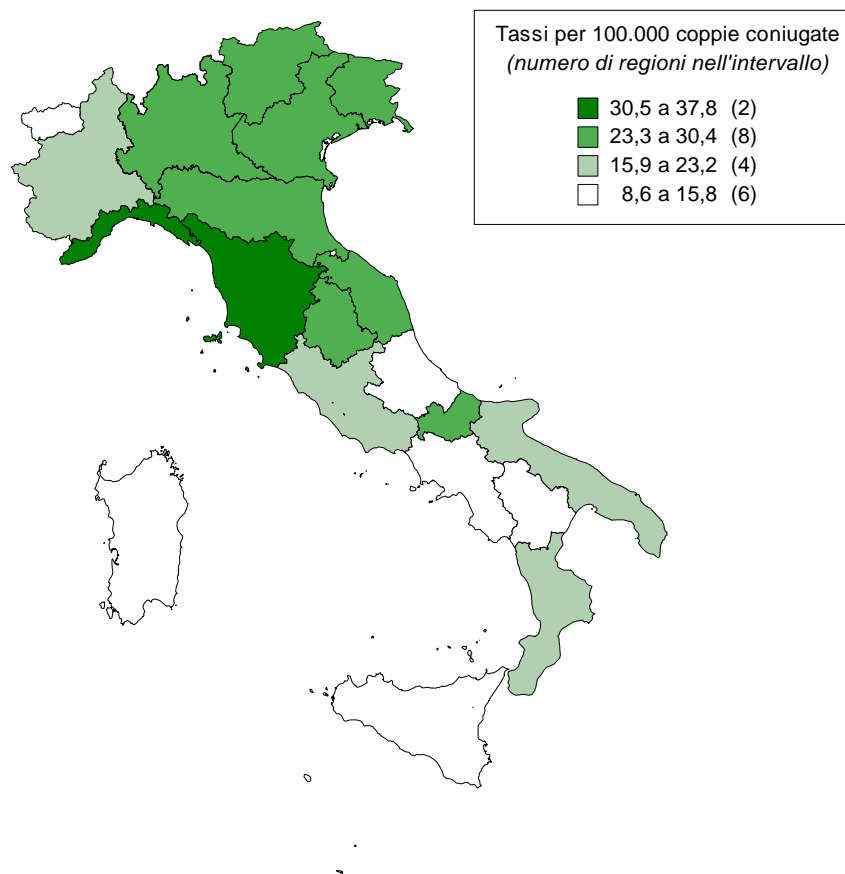 Tassi per 100.000 coppie coniugate
(numero di regioni nell'intervallo)
30,5 a 37,8 (2)
23,3 a 30,4 (8)
15,9 a 23,2 (4)
8,6 a 15,8 (6)